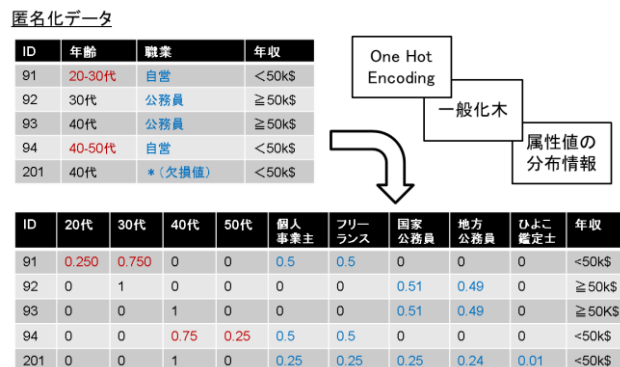 匿名化データ
ID 年齢 職業 年収
91 20-30代 自営 <50k$
92 30代 公務員 ≧50k$
93 40代 公務員 ≧50k$
94 40-50代 自営 <50k$
201 40代 *(欠損値) <50k$
One Hot
Encoding
一般化木
属性値の
分布情報
ID 20代 30代 40代 50代 個人 フリー 国家 地方 ひよこ 年収
事業主 ランス 公務員 公務員 鑑定士
91 0.250 0.750 0 0 0.5 0.5 0 0 0 <50k$
92 0 1 0 0 0 0 0.51 0.49 0 ≧50k$
93 0 0 1 0 0 0 0.51 0.49 0 ≧50K$
94 0 0 0.75 0.25 0.5 0.5 0 0 0 <50k$
201 0 0 1 0 0.25 0.25 0.25 0.24 0.01 <50k$